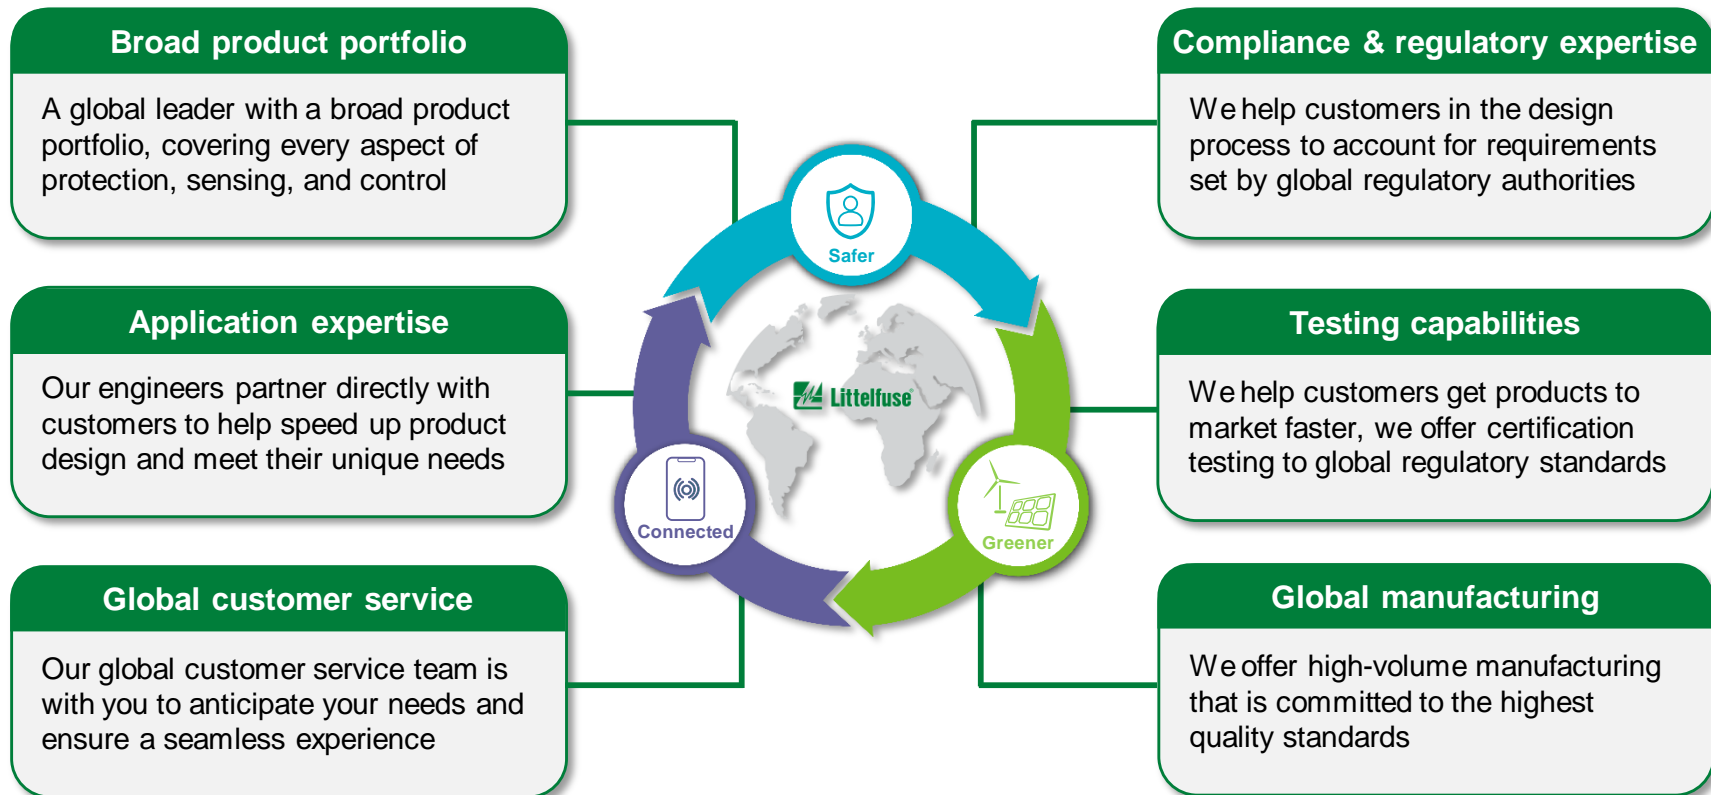 Broad product portfolio
A global leader with a broad product
portfolio, covering every aspect of
protection, sensing, and control
Compliance & regulatory expertise
We help customers in the design
process to account for requirements
set by global regulatory authorities
Safer
Application expertise
Our engineers partner directly with
customers to help speed up product
design and meet their unique needs
Littelfuse®
Testing capabilities
We help customers get products to
market faster, we offer certification
testing to global regulatory standards
Connected
Greener
Global customer service
Our global customer service team is
with you to anticipate your needs and
ensure a seamless experience
Global manufacturing
We offer high-volume manufacturing
that is committed to the highest
quality standards